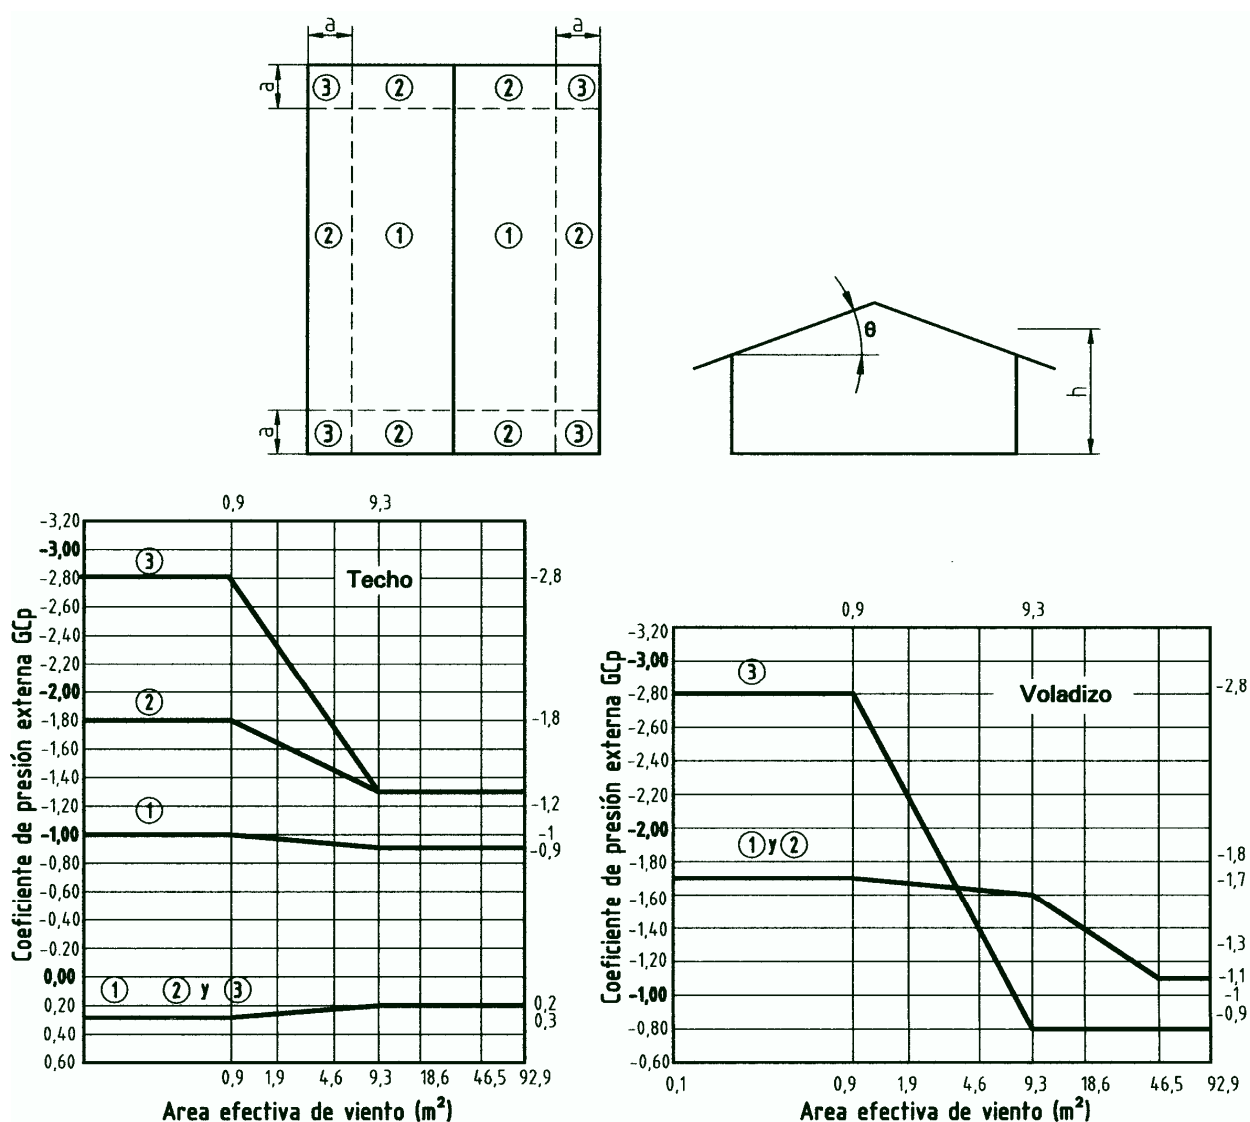 a a
a ③ ② ② ③
② ① ① ②
θ
h
a ③ ② ② ③
0,9 9,3
-3,20
-3,00
③ Techo
-2,80 -2,8
-2,60
-2,40
-2,20
-2,00
②
-1,80 -1,8
-1,60
-1,40
-1,20 -1,2
①
-1,00 -1
-0,80 -0,9
-0,60
-0,40
-0,20
0,00
① ② y ③
0,20 0,2
0,3
0,40
0,60
0,9 1,9 4,6 9,3 18,6 46,5 92,9
Area efectiva de viento (m²)
Coeficiente de presión externa GCp
0,9 9,3
-3,20
-3,00
③ Voladizo
-2,80 -2,8
-2,60
-2,40
-2,20
-2,00
① y ②
-1,80 -1,8
-1,7
-1,60
-1,40
-1,3
-1,20
-1,1
-1,00 -1
-0,9
-0,80
-0,60
0,1 0,9 1,9 4,6 9,3 18,6 46,5 92,9
Area efectiva de viento (m²)
Coeficiente de presión externa GCp